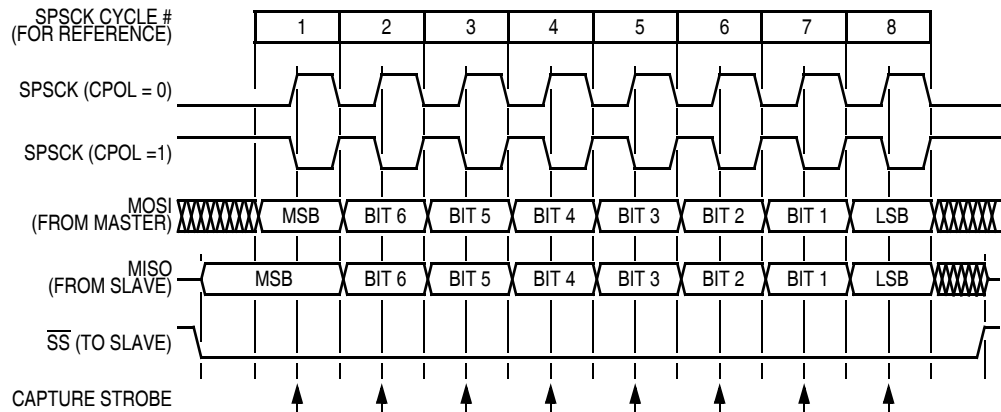 SPSCK CYCLE #
(FOR REFERENCE)
1 2 3 4 5 6 7 8
SPSCK (CPOL = 0)
SPSCK (CPOL =1)
MOSI
(FROM MASTER)
MSB BIT 6 BIT 5 BIT 4 BIT 3 BIT 2 BIT 1 LSB
MISO
(FROM SLAVE)
MSB BIT 6 BIT 5 BIT 4 BIT 3 BIT 2 BIT 1 LSB
SS (TO SLAVE)
CAPTURE STROBE